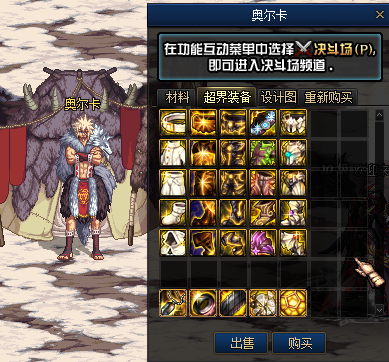 奥尔卡
在功能互动菜单中选择 决斗场(P),
即可进入决斗场频道.
奥尔卡
材料 超界装备 设计图 重新购买
出售 购买